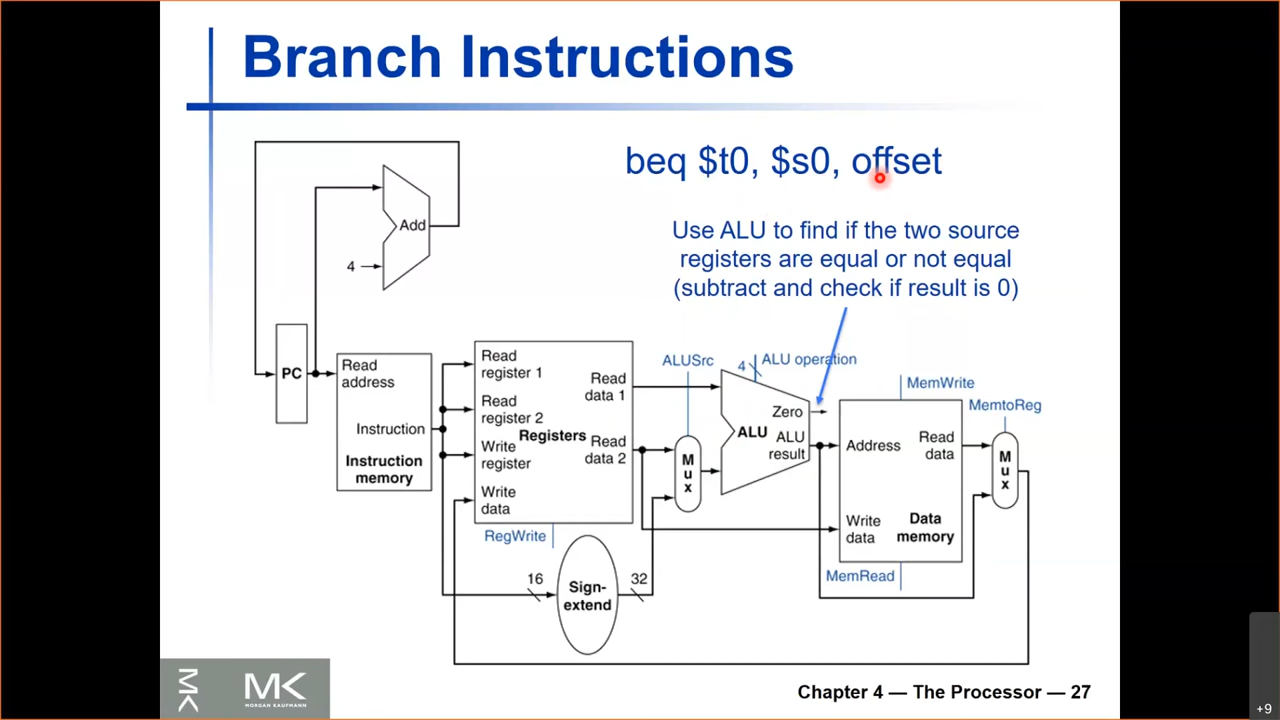 Branch Instructions
beq $t0, $s0, offset
Use ALU to find if the two source
registers are equal or not equal
(subtract and check if result is 0)
Add
4
PC
Read
address
Instruction
Instruction
memory
Read
register 1
Read
register 2
Write
register
Write
data
Registers
Read
data 1
Read
data 2
RegWrite
16
Sign-
extend
32
ALUSrc
M
u
x
4
ALU operation
Zero
ALU
ALU
result
MemWrite
Address
Read
data
Write
data
Data
memory
MemRead
MemtoReg
M
u
x
MK
MK
MORGAN KAUFMANN
Chapter 4 — The Processor — 27
+9